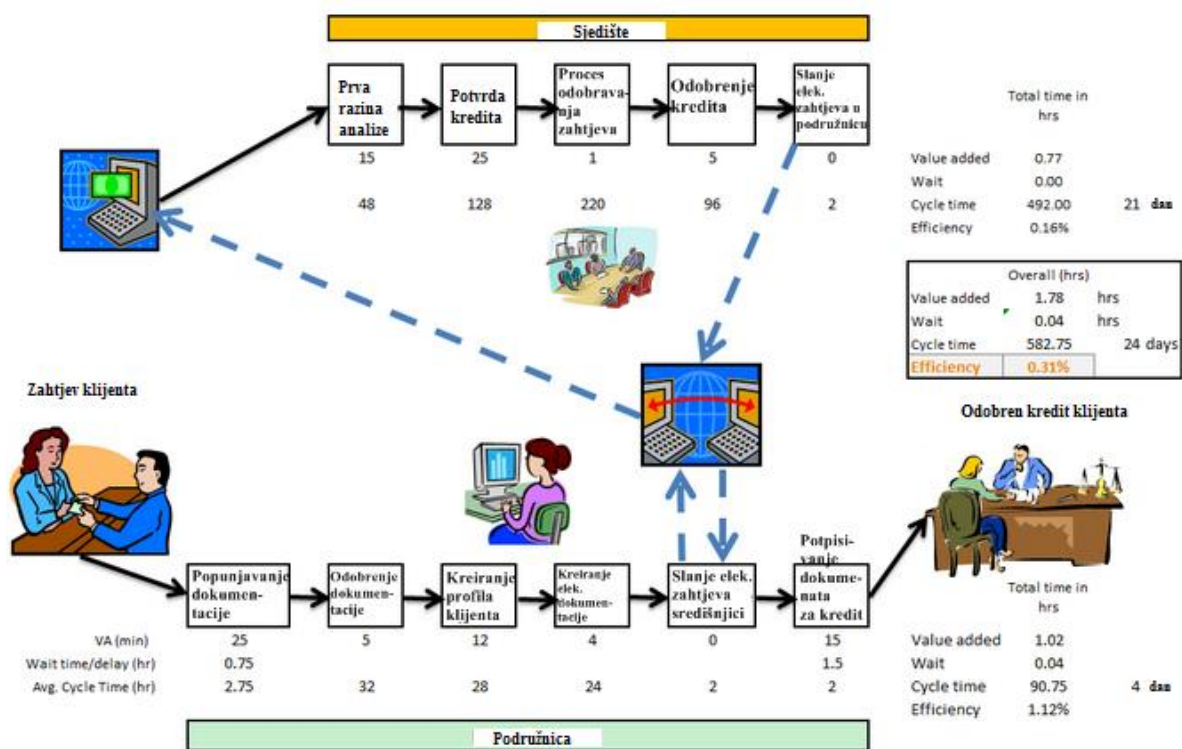 Sjedište
Prva
razina
analize
Potvrda
kredita
Proces
odobrava-
nja
zahtjeva
Odobrenje
kredita
Slanje
elek.
zahtjeva u
podružnicu
15 25 1 5 0
48 128 220 96 2
Total time in
hrs
Value added 0.77
Wait 0.00
Cycle time 492.00 21 dan
Efficiency 0.16%
Overall (hrs)
Value added 1.78 hrs
Wait 0.04 hrs
Cycle time 582.75 24 days
Efficiency 0.31%
Zahtjev klijenta
Odobren kredit klijenta
Popunjavanje
dokumen-
tacije
Odobrenje
dokumen-
tacije
Kreiranje
profila
klijenta
Kreiranje
elek.
dokumen-
tacije
Slanje elek.
zahtjeva
središnjici
Potpisi-
vanje
dokume-
nata
za kredit
VA (min) 25 5 12 4 0 15
Wait time/delay (hr) 0.75 1.5
Avg. Cycle Time (hr) 2.75 32 28 24 2 2
Total time in
hrs
Value added 1.02
Wait 0.04
Cycle time 90.75 4 dan
Efficiency 1.12%
Podružnica